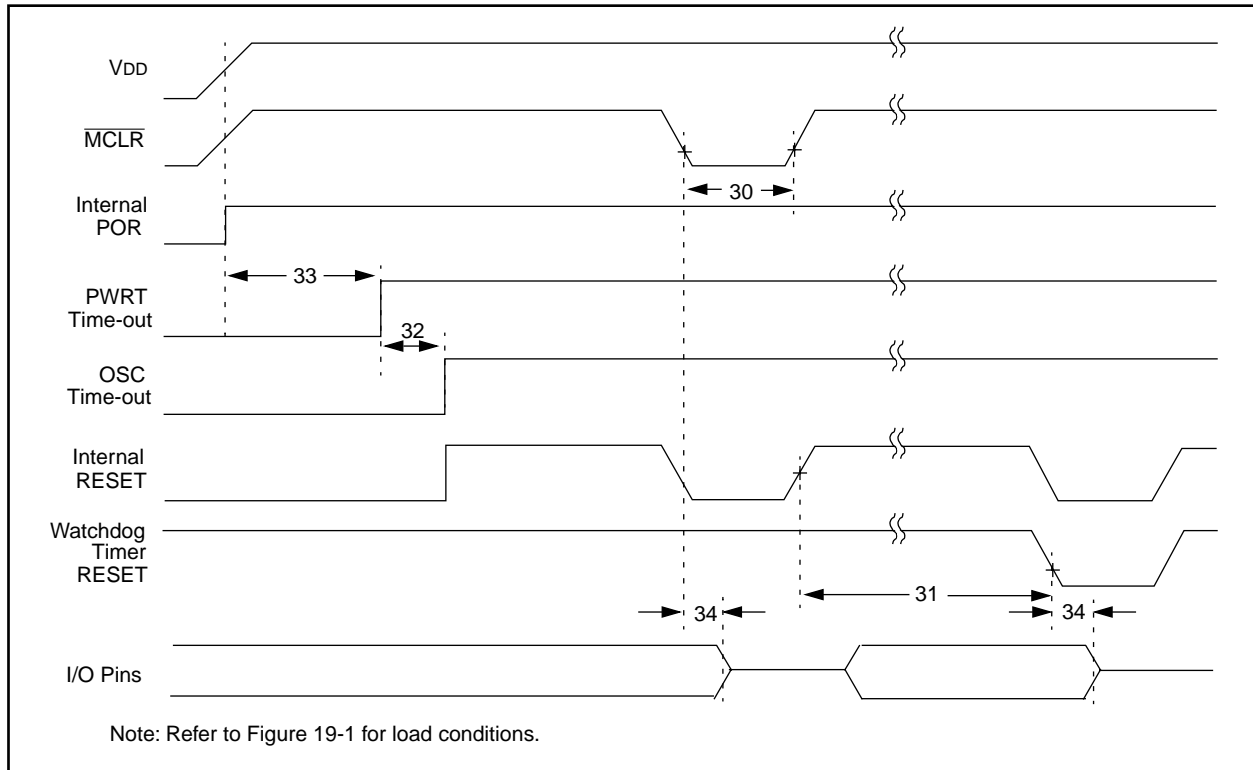 VDD
MCLR
Internal
POR
30
33
PWRT
Time-out
32
OSC
Time-out
Internal
RESET
Watchdog
Timer
RESET
31
34
34
I/O Pins
Note: Refer to Figure 19-1 for load conditions.